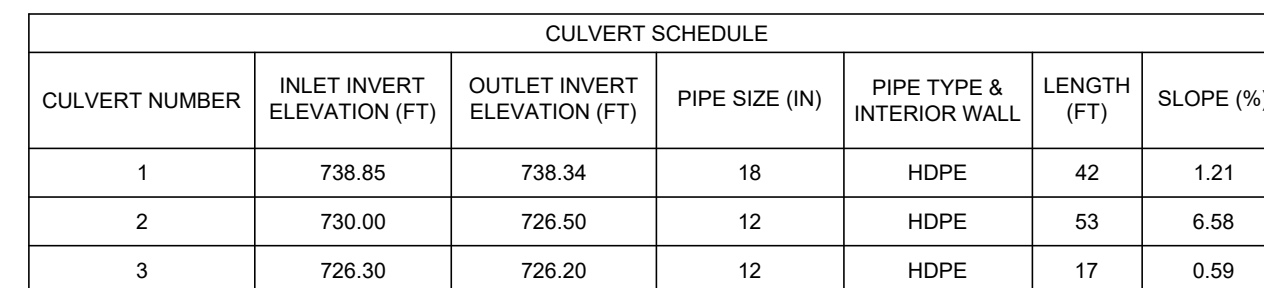 CULVERT SCHEDULE
CULVERT NUMBER INLET INVERT ELEVATION (FT) OUTLET INVERT ELEVATION (FT) PIPE SIZE (IN) PIPE TYPE & INTERIOR WALL LENGTH (FT) SLOPE (%)
1 738.85 738.34 18 HDPE 42 1.21
2 730.00 726.50 12 HDPE 53 6.58
3 726.30 726.20 12 HDPE 17 0.59